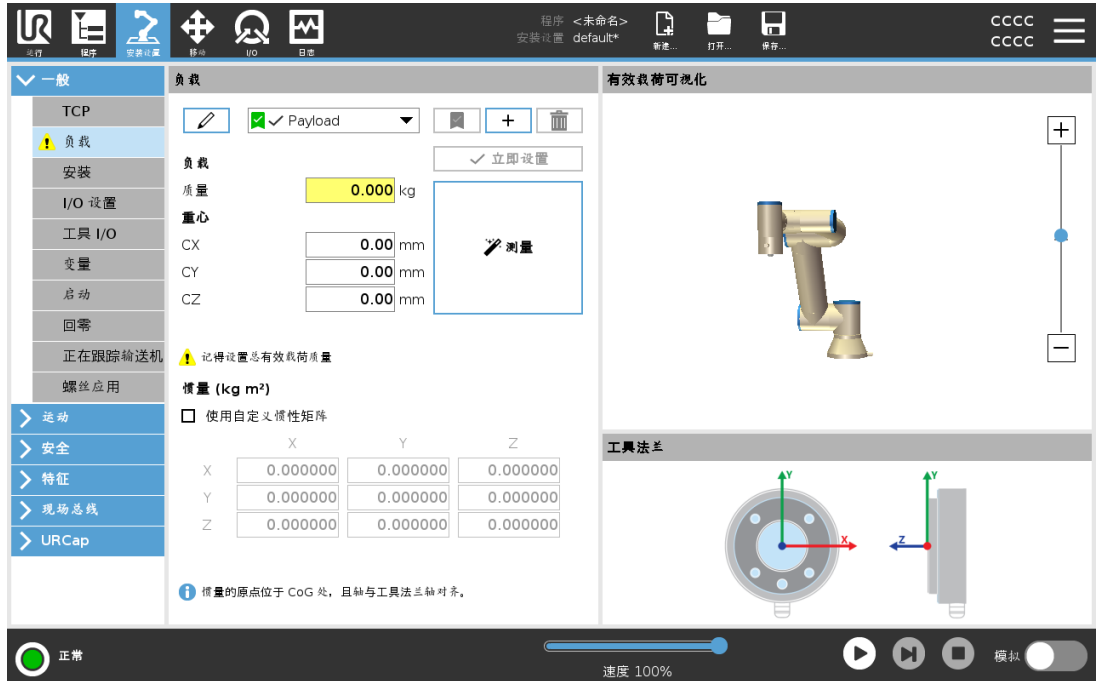 UR
运行
程序
安装设置
移动
I/O
日志
程序 <未命名>
安装设置 default*
新建...
打开...
保存...
CCCC
CCCC
一般
TCP
负载
安装
I/O 设置
工具 I/O
变量
启动
回零
正在跟踪输送机
螺丝应用
运动
安全
特征
现场总线
URCap
负载
Payload
立即设置
负载
质量 0.000 kg
重心
CX 0.00 mm
CY 0.00 mm
CZ 0.00 mm
测量
记得设置总有效载荷质量
惯量 (kg m²)
使用自定义惯性矩阵
X Y Z
X 0.000000 0.000000 0.000000
Y 0.000000 0.000000 0.000000
Z 0.000000 0.000000 0.000000
惯量的原点位于 CoG 处，且轴与工具法兰轴对齐。
有效载荷可视化
工具法兰
Y
X
Y
Z
正常
速度 100%
模拟